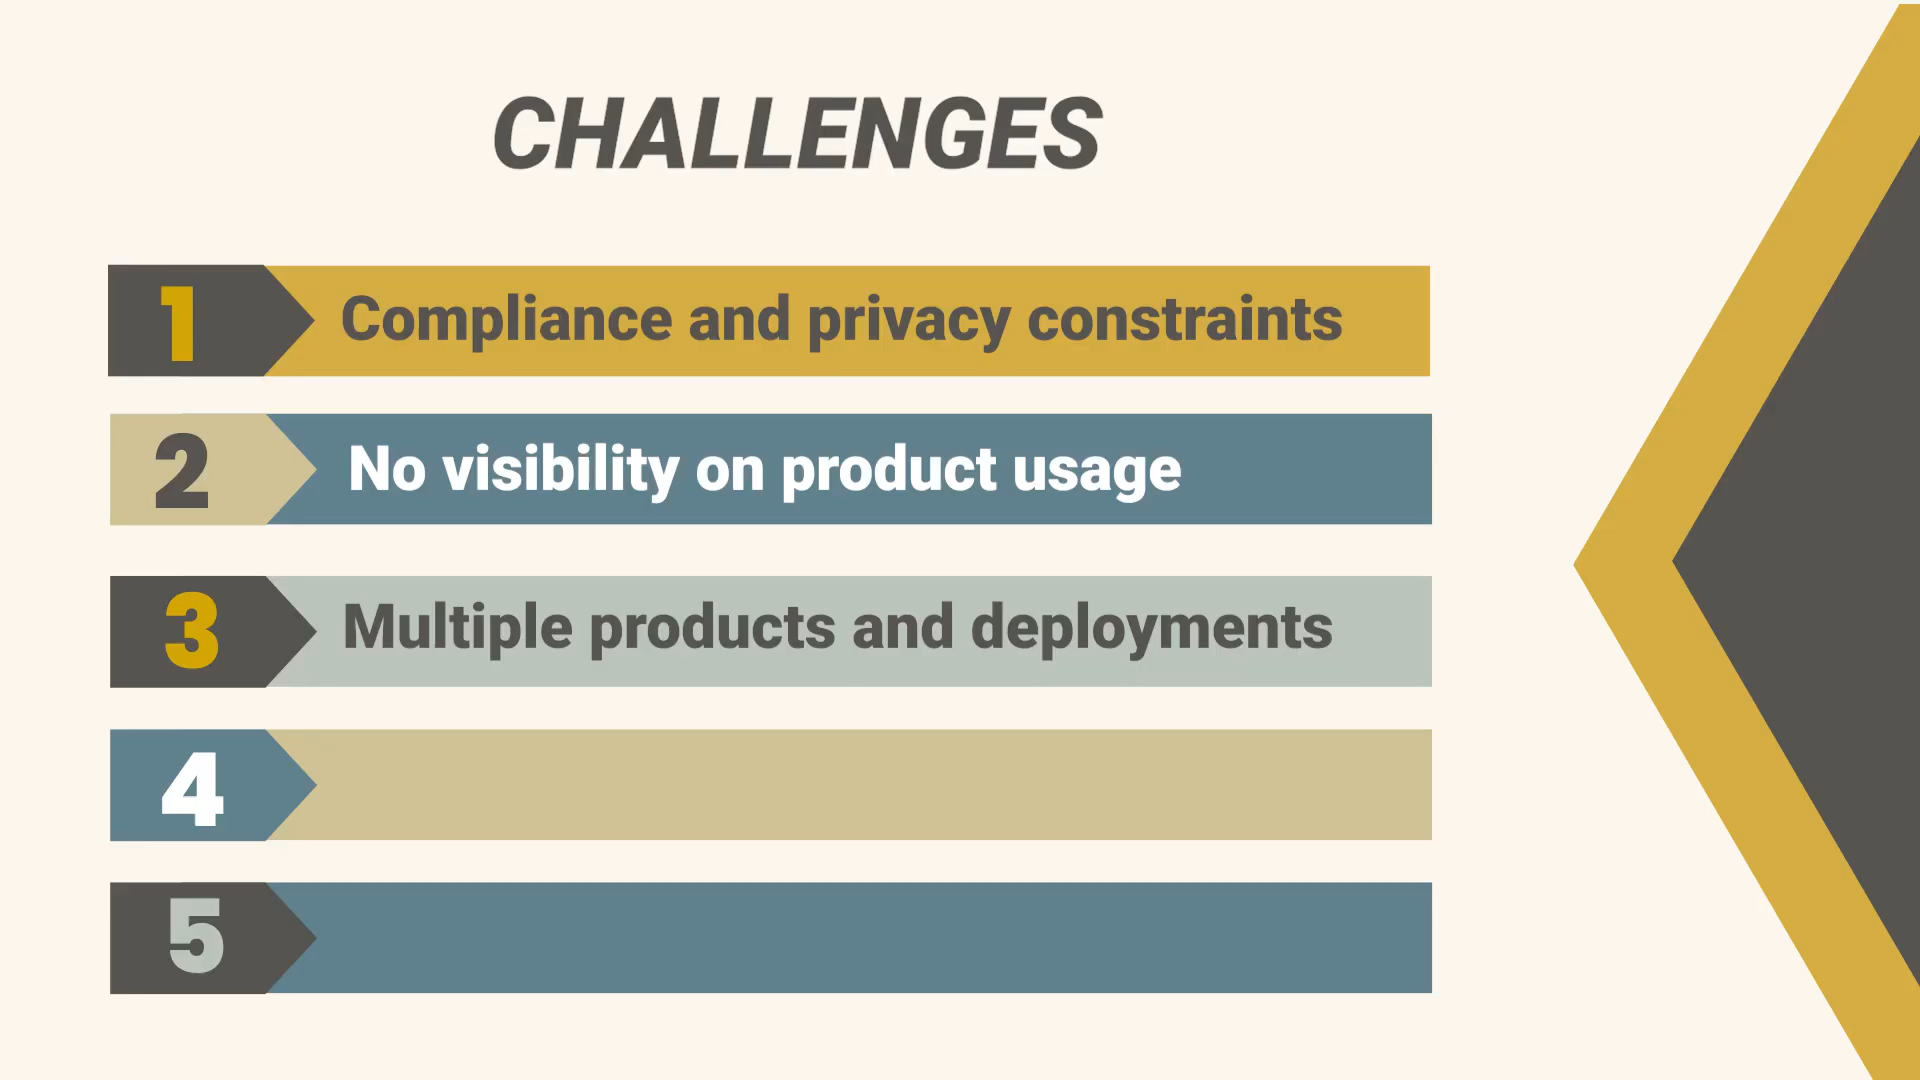 CHALLENGES
1 Compliance and privacy constraints
2 No visibility on product usage
3 Multiple products and deployments
4
5